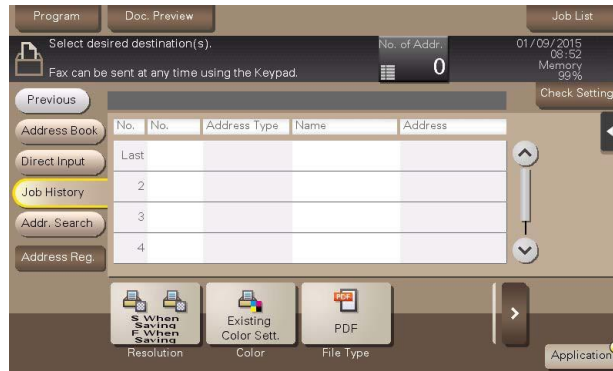 Program
Doc. Preview
Job List
Select desired destination(s).
Fax can be sent at any time using the Keypad.
No. of Addr.
0
01/09/2015
08:52
Memory
99%
Previous
Check Setting
Address Book
No.
No.
Address Type
Name
Address
Direct Input
Last
Job History
2
3
Addr. Search
4
Address Reg.
S When
Saving
F When
Saving
Resolution
Existing
Color Sett.
Color
PDF
PDF
File Type
Application